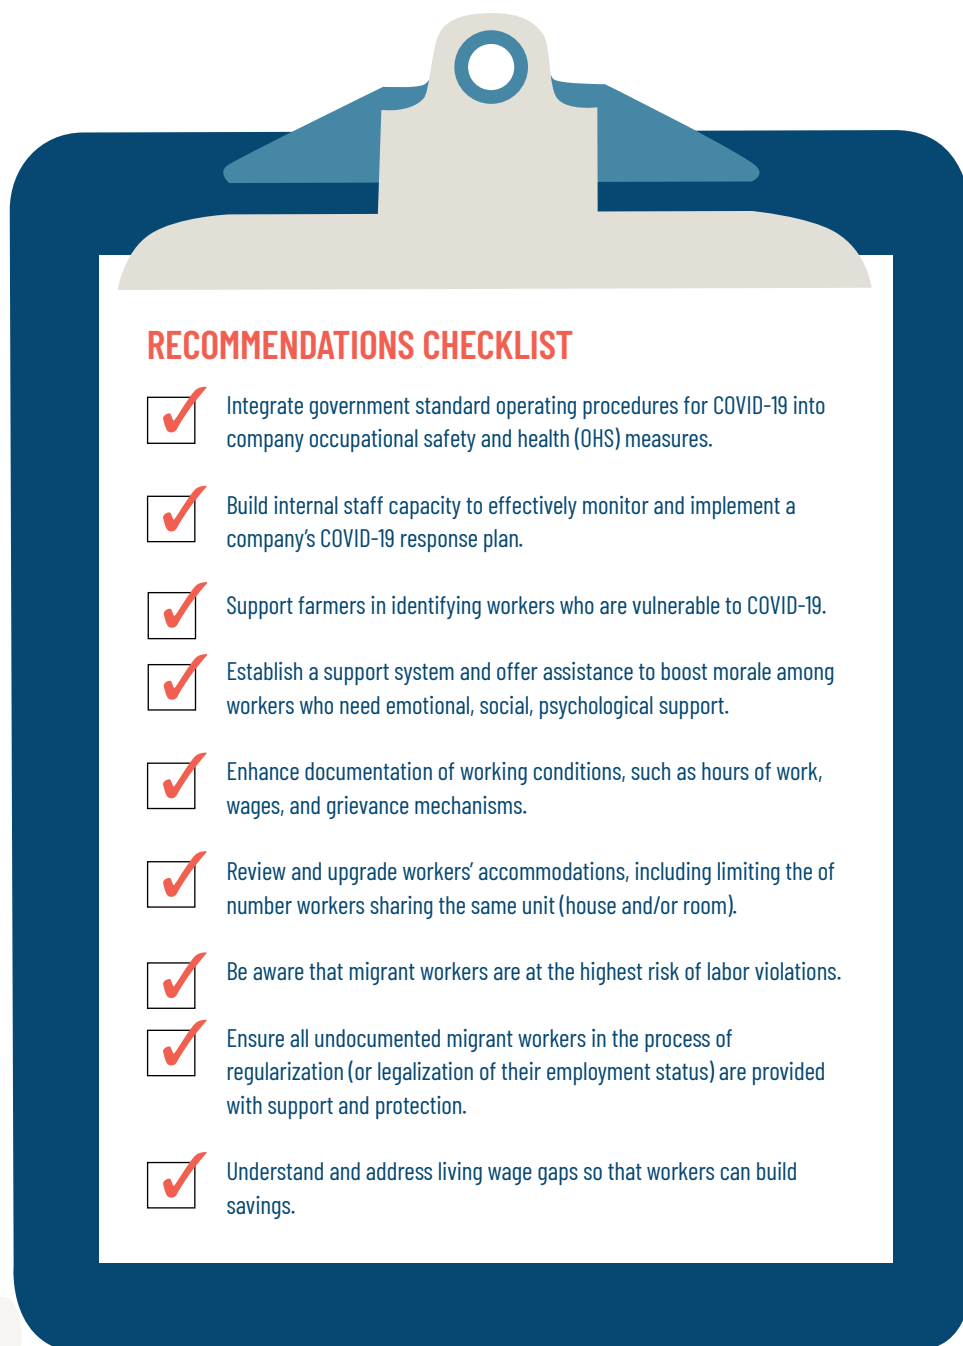 RECOMMENDATIONS CHECKLIST
Integrate government standard operating procedures for COVID-19 into
company occupational safety and health (OHS) measures.
Build internal staff capacity to effectively monitor and implement a
company's COVID-19 response plan.
Support farmers in identifying workers who are vulnerable to COVID-19.
Establish a support system and offer assistance to boost morale among
workers who need emotional, social, psychological support.
Enhance documentation of working conditions, such as hours of work,
wages, and grievance mechanisms.
Review and upgrade workers' accommodations, including limiting the of
number workers sharing the same unit (house and/or room).
Be aware that migrant workers are at the highest risk of labor violations.
Ensure all undocumented migrant workers in the process of
regularization (or legalization of their employment status) are provided
with support and protection.
Understand and address living wage gaps so that workers can build
savings.